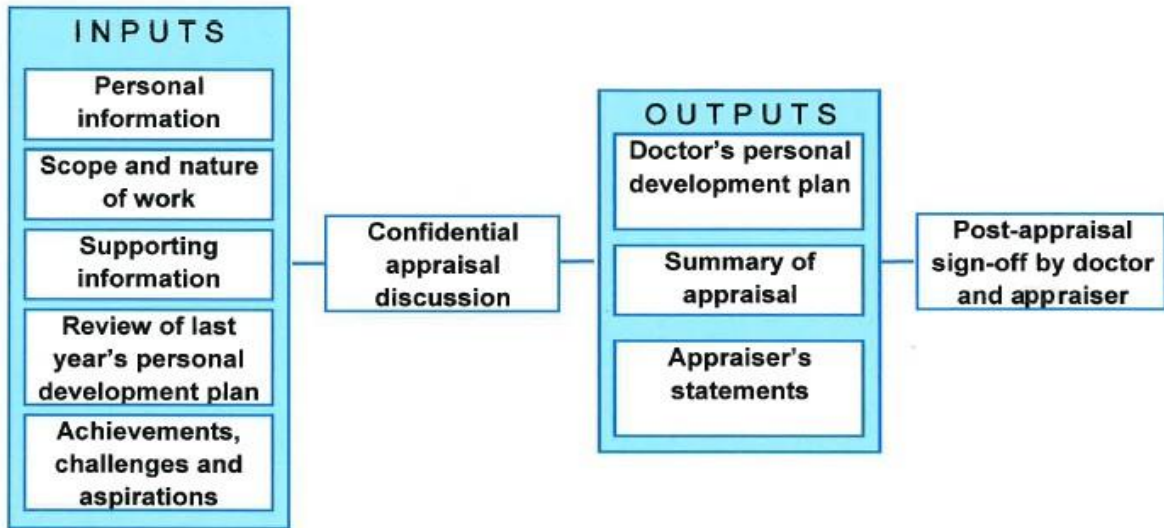 INPUTS
Personal
information
Scope and nature
of work
Supporting
information
Review of last
year's personal
development plan
Achievements,
challenges and
aspirations
Confidential
appraisal
discussion
OUTPUTS
Doctor's personal
development plan
Summary of
appraisal
Appraiser's
statements
Post-appraisal
sign-off by doctor
and appraiser